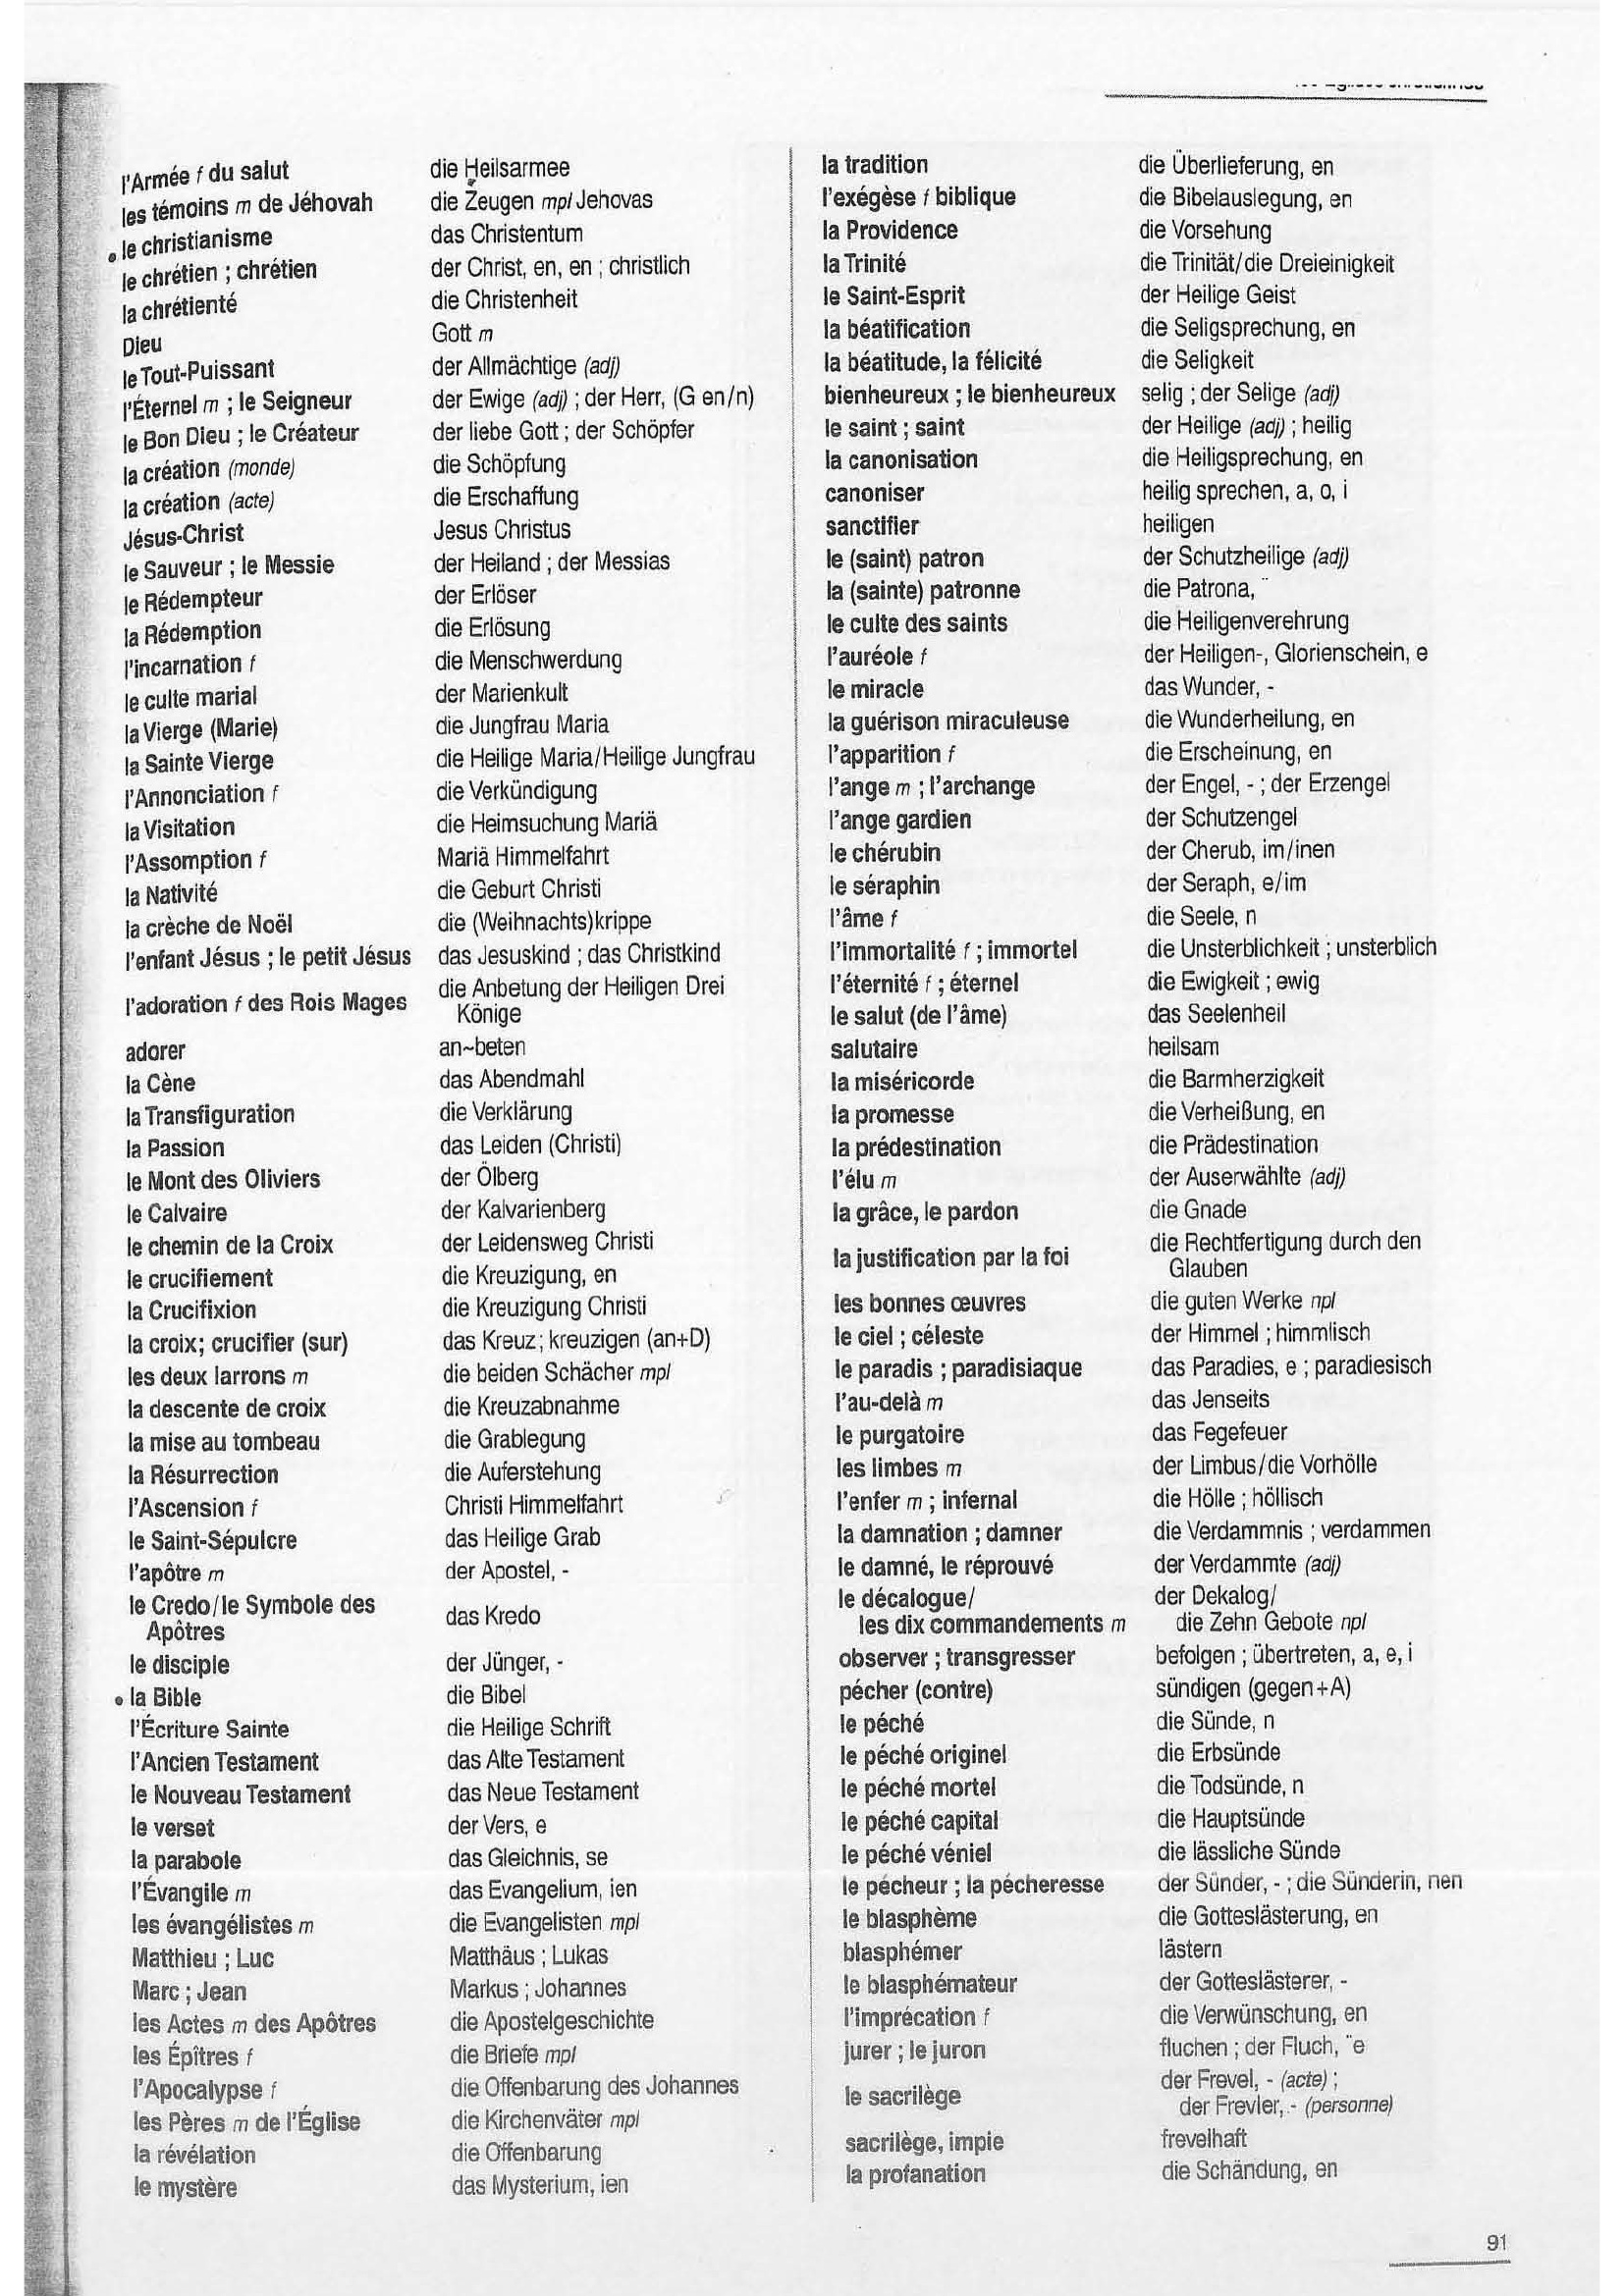 l'Armée f du salut die Heilsarmee
les témoins m de Jéhovah die Zeugen mpl Jehovas
• le christianisme das Christentum
le chrétien ; chrétien der Christ, en, en ; christlich
la chrétienté die Christenheit
Dieu Gott m
le Tout-Puissant der Allmächtige (adj)
l'Éternel m ; le Seigneur der Ewige (adj) ; der Herr, (G en/n)
le Bon Dieu ; le Créateur der liebe Gott ; der Schöpfer
la création (monde) die Schöpfung
la création (acte) die Erschaffung
Jésus-Christ Jesus Christus
le Sauveur ; le Messie der Heiland ; der Messias
le Rédempteur der Erlöser
la Rédemption die Erlösung
l'incarnation f die Menschwerdung
le culte marial der Marienkult
la Vierge (Marie) die Jungfrau Maria
la Sainte Vierge die Heilige Maria/Heilige Jungfrau
l'Annonciation f die Verkündigung
la Visitation die Heimsuchung Mariä
l'Assomption f Mariä Himmelfahrt
la Nativité die Geburt Christi
la crèche de Noël die (Weihnachts)krippe
l'enfant Jésus ; le petit Jésus das Jesuskind ; das Christkind
l'adoration f des Rois Mages die Anbetung der Heiligen Drei
Könige
adorer an~beten
la Cène das Abendmahl
la Transfiguration die Verklärung
la Passion das Leiden (Christi)
le Mont des Oliviers der Ölberg
le Calvaire der Kalvarienberg
le chemin de la Croix der Leidensweg Christi
le crucifiement die Kreuzigung, en
la Crucifixion die Kreuzigung Christi
la croix; crucifier (sur) das Kreuz ; kreuzigen (an+D)
les deux larrons m die beiden Schächer mpl
la descente de croix die Kreuzabnahme
la mise au tombeau die Grablegung
la Résurrection die Auferstehung
l'Ascension f Christi Himmelfahrt
le Saint-Sépulcre das Heilige Grab
l'apôtre m der Apostel, -
le Credo/le Symbole des
Apôtres das Kredo
le disciple der Jünger, -
• la Bible die Bibel
l'Écriture Sainte die Heilige Schrift
l'Ancien Testament das Alte Testament
le Nouveau Testament das Neue Testament
le verset der Vers, e
la parabole das Gleichnis, se
l'Évangile m das Evangelium, ien
les évangélistes m die Evangelisten mpl
Matthieu ; Luc Matthäus ; Lukas
Marc ; Jean Markus ; Johannes
les Actes m des Apôtres die Apostelgeschichte
les Épîtres f die Briefe mpl
l'Apocalypse f die Offenbarung des Johannes
les Pères m de l'Église die Kirchenväter mpl
la révélation die Offenbarung
le mystère das Mysterium, ien
la tradition die Überlieferung, en
l'exégèse f biblique die Bibelauslegung, en
la Providence die Vorsehung
la Trinité die Trinität/die Dreieinigkeit
le Saint-Esprit der Heilige Geist
la béatification die Seligsprechung, en
la béatitude, la félicité die Seligkeit
bienheureux ; le bienheureux selig ; der Selige (adj)
le saint ; saint der Heilige (adj) ; heilig
la canonisation die Heiligsprechung, en
canoniser heilig sprechen, a, o, i
sanctifier heiligen
le (saint) patron der Schutzheilige (adj)
la (sainte) patronne die Patrona, ¨
le culte des saints die Heiligenverehrung
l'auréole f der Heiligen-, Glorienschein, e
le miracle das Wunder, -
la guérison miraculeuse die Wunderheilung, en
l'apparition f die Erscheinung, en
l'ange m ; l'archange der Engel, - ; der Erzengel
l'ange gardien der Schutzengel
le chérubin der Cherub, im/inen
le séraphin der Seraph, e/im
l'âme f die Seele, n
l'immortalité f ; immortel die Unsterblichkeit ; unsterblich
l'éternité f ; éternel die Ewigkeit ; ewig
le salut (de l'âme) das Seelenheil
salutaire heilsam
la miséricorde die Barmherzigkeit
la promesse die Verheißung, en
la prédestination die Prädestination
l'élu m der Auserwählte (adj)
la grâce, le pardon die Gnade
la justification par la foi die Rechtfertigung durch den
Glauben
les bonnes œuvres die guten Werke npl
le ciel ; céleste der Himmel ; himmlisch
le paradis ; paradisiaque das Paradies, e ; paradiesisch
l'au-delà m das Jenseits
le purgatoire das Fegefeuer
les limbes m der Limbus/die Vorhölle
l'enfer m ; infernal die Hölle ; höllisch
la damnation ; damner die Verdammnis ; verdammen
le damné, le réprouvé der Verdammte (adj)
le décalogue/ der Dekalog/
les dix commandements m die Zehn Gebote npl
observer ; transgresser befolgen ; übertreten, a, e, i
pécher (contre) sündigen (gegen+A)
le péché die Sünde, n
le péché originel die Erbsünde
le péché mortel die Todsünde, n
le péché capital die Hauptsünde
le péché véniel die lässliche Sünde
le pécheur ; la pécheresse der Sünder, - ; die Sünderin, nen
le blasphème die Gotteslästerung, en
blasphémer lästern
le blasphémateur der Gotteslästerer, -
l'imprécation f die Verwünschung, en
jurer ; le juron fluchen ; der Fluch, ¨e
le sacrilège der Frevel, - (acte) ;
der Frevler, - (personne)
sacrilège, impie frevelhaft
la profanation die Schändung, en
91